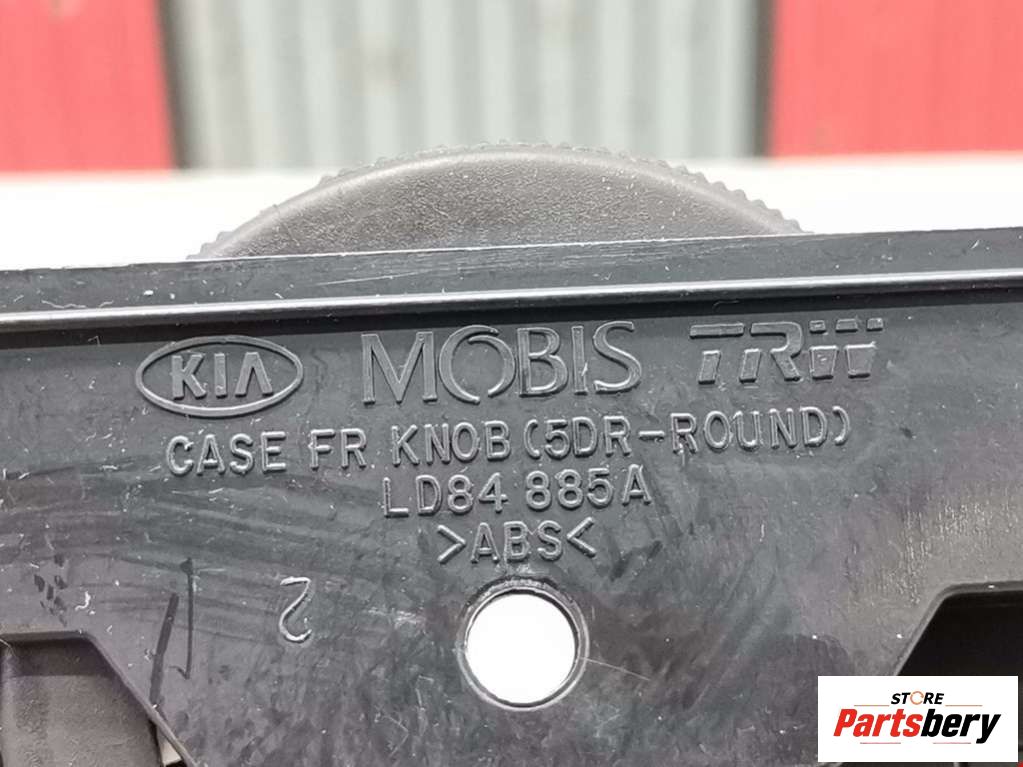 KIA MOBIS TRW
CASE FR KNOB(5DR-ROUND)
LD84 885A
>ABS<
2
STORE
Partsbery